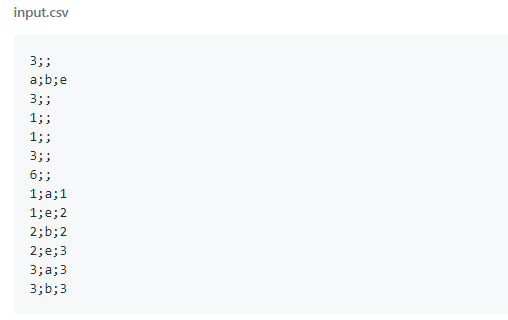 input.csv
3;;
a;b;e
3;;
1;;
1;;
3;;
6;;
1;a;1
1;e;2
2;b;2
2;e;3
3;a;3
3;b;3